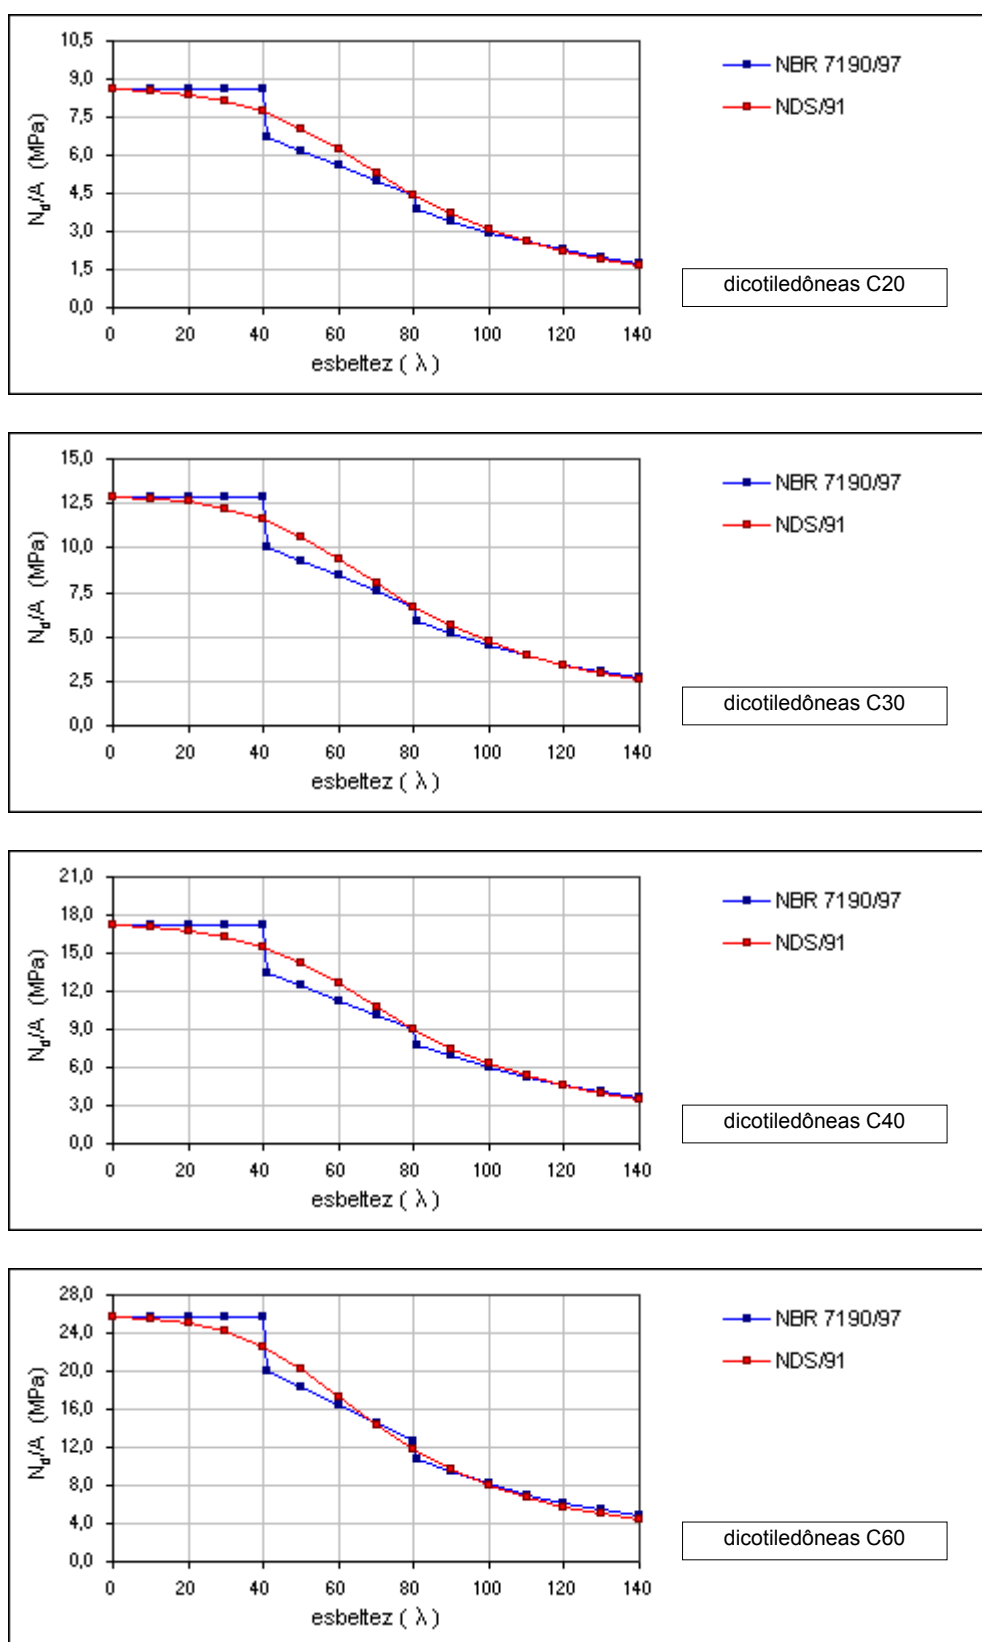 10,5
9,0
7,5
6,0
4,5
3,0
1,5
0,0
N_d/A (MPa)
0 20 40 60 80 100 120 140
esbeltez ( λ )
NBR 7190/97
NDS/91
dicotiledôneas C20
15,0
12,5
10,0
7,5
5,0
2,5
0,0
N_d/A (MPa)
0 20 40 60 80 100 120 140
esbeltez ( λ )
NBR 7190/97
NDS/91
dicotiledôneas C30
21,0
18,0
15,0
12,0
9,0
6,0
3,0
0,0
N_d/A (MPa)
0 20 40 60 80 100 120 140
esbeltez ( λ )
NBR 7190/97
NDS/91
dicotiledôneas C40
28,0
24,0
20,0
16,0
12,0
8,0
4,0
0,0
N_d/A (MPa)
0 20 40 60 80 100 120 140
esbeltez ( λ )
NBR 7190/97
NDS/91
dicotiledôneas C60